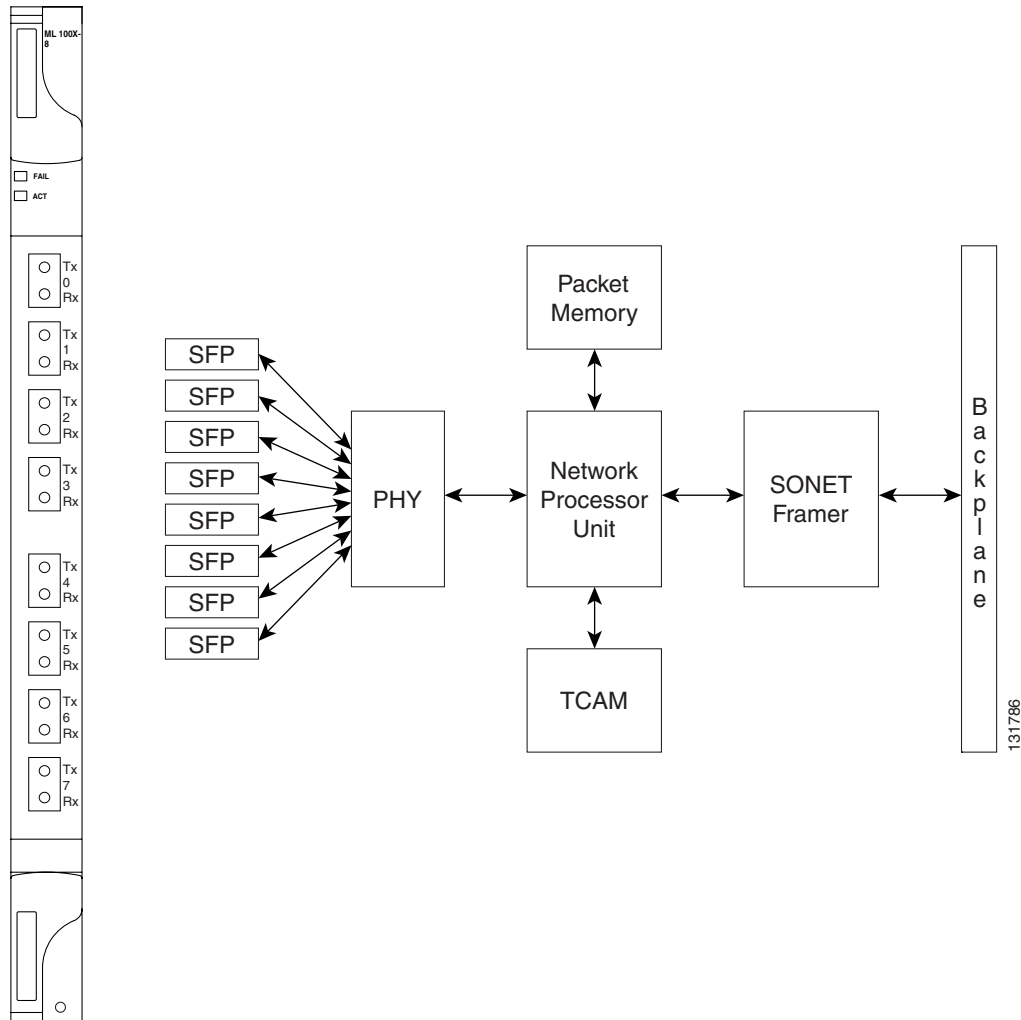 ML 100X-
8
FAIL
ACT
Tx
0
Rx
Tx
1
Rx
Tx
2
Rx
Tx
3
Rx
Tx
4
Rx
Tx
5
Rx
Tx
6
Rx
Tx
7
Rx
SFP
SFP
SFP
SFP
SFP
SFP
SFP
SFP
PHY
Packet
Memory
Network
Processor
Unit
TCAM
SONET
Framer
Backplane
131786